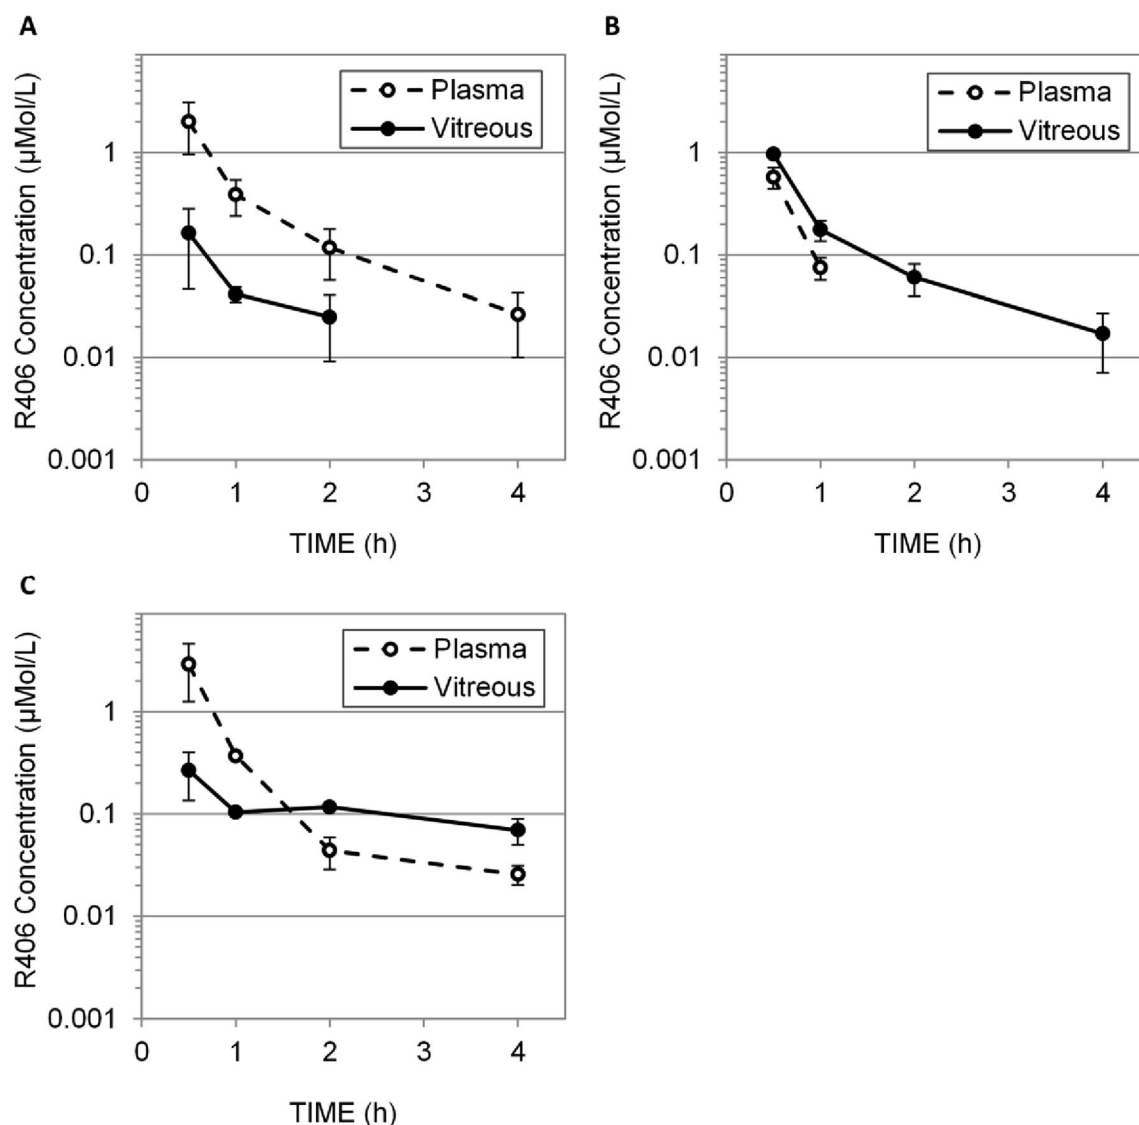 A
R406 Concentration (µMol/L)
1
0.1
0.01
0.001
0 1 2 3 4
TIME (h)
Plasma
Vitreous
B
R406 Concentration (µMol/L)
1
0.1
0.01
0.001
0 1 2 3 4
TIME (h)
Plasma
Vitreous
C
R406 Concentration (µMol/L)
1
0.1
0.01
0.001
0 1 2 3 4
TIME (h)
Plasma
Vitreous